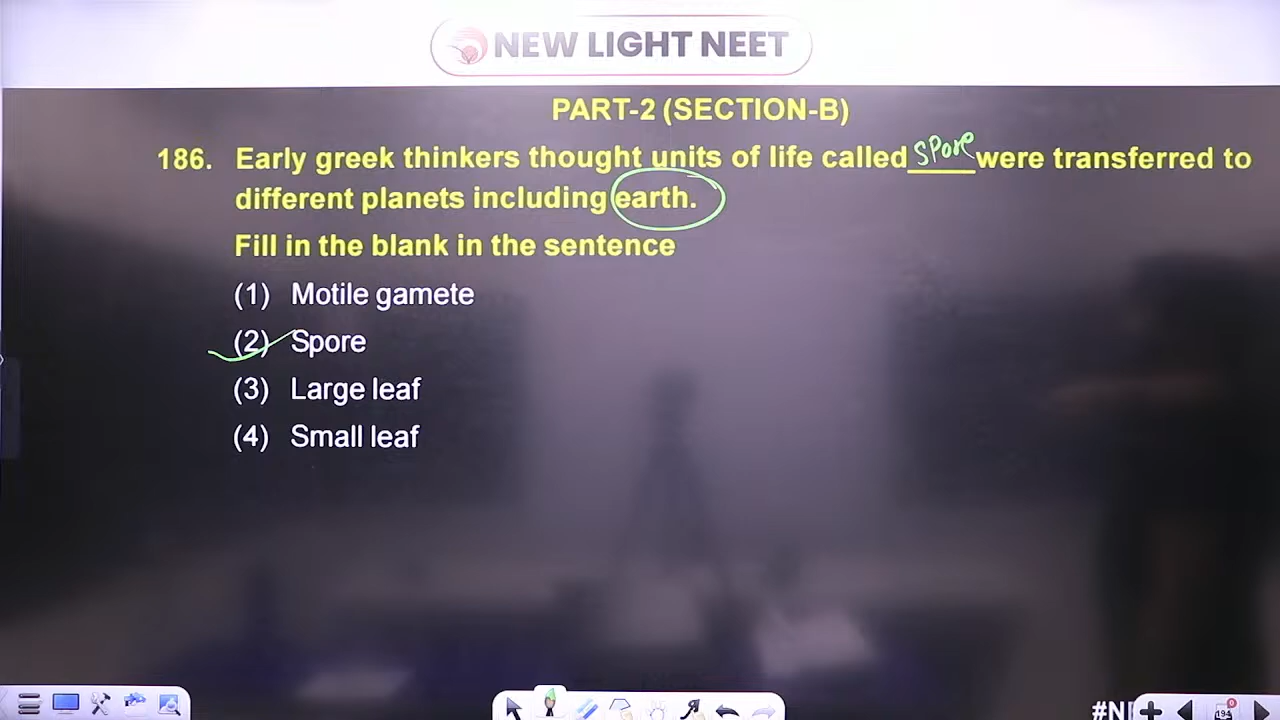 NEW LIGHT NEET
PART-2 (SECTION-B)
186. Early greek thinkers thought units of life called spore were transferred to
different planets including earth.
Fill in the blank in the sentence
(1) Motile gamete
(2) Spore
(3) Large leaf
(4) Small leaf
194